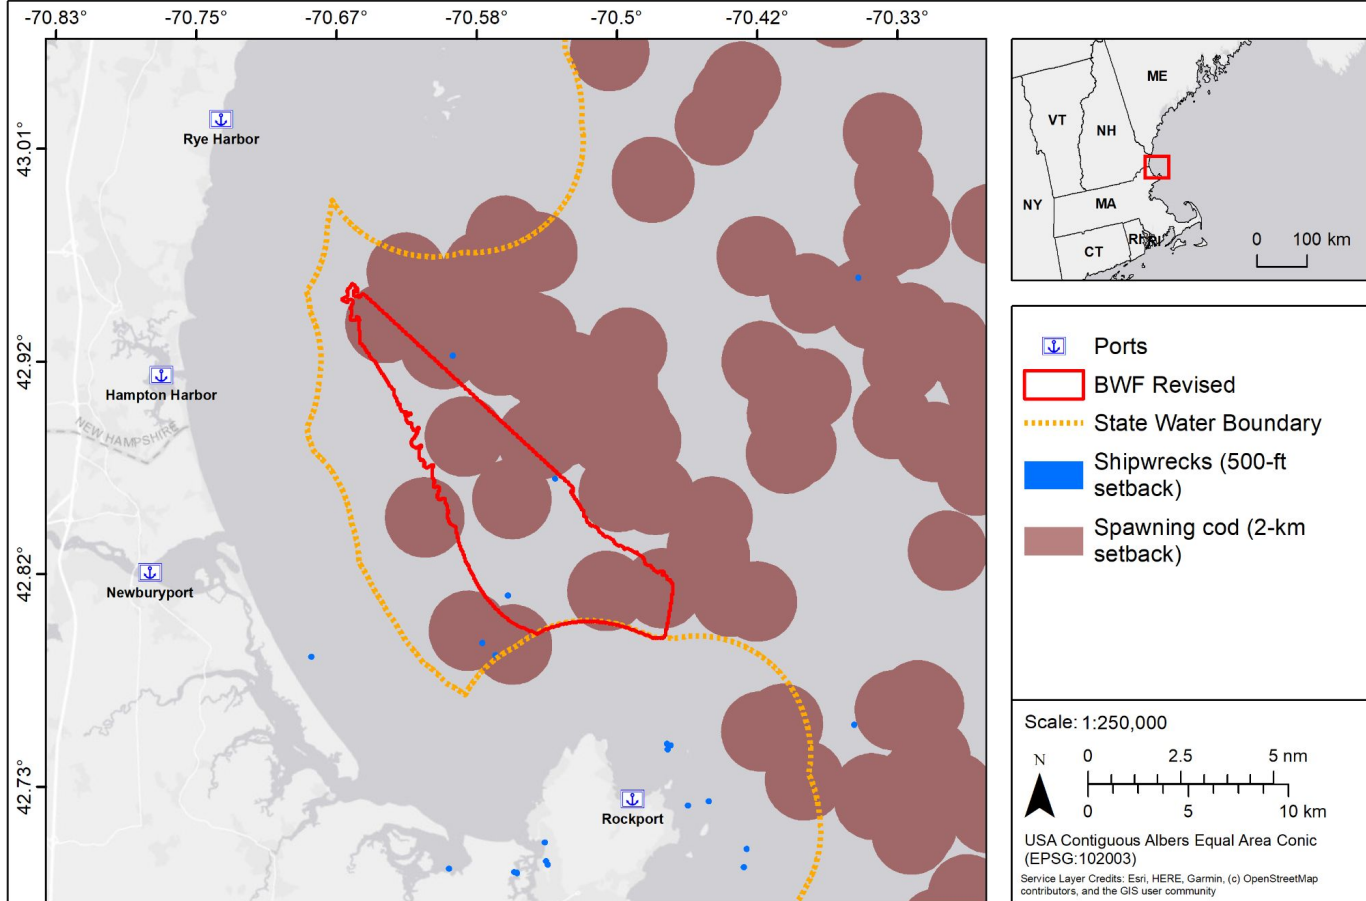 -70.83 -70.75 -70.67 -70.58 -70.5 -70.42 -70.33
43.01°
42.92°
42.82°
42.73°
Rye Harbor
Hampton Harbor
NEW HAMPSHIRE
Newburyport
Rockport
ME
VT
NH
NY
MA
CT
RI
RI
0 100 km
Ports
BWF Revised
State Water Boundary
Shipwrecks (500-ft
setback)
Spawning cod (2-km
setback)
Scale: 1:250,000
N
0 2.5 5 nm
0 5 10 km
USA Contiguous Albers Equal Area Conic
(EPSG:102003)
Service Layer Credits: Esri, HERE, Garmin, (c) OpenStreetMap
contributors, and the GIS user community